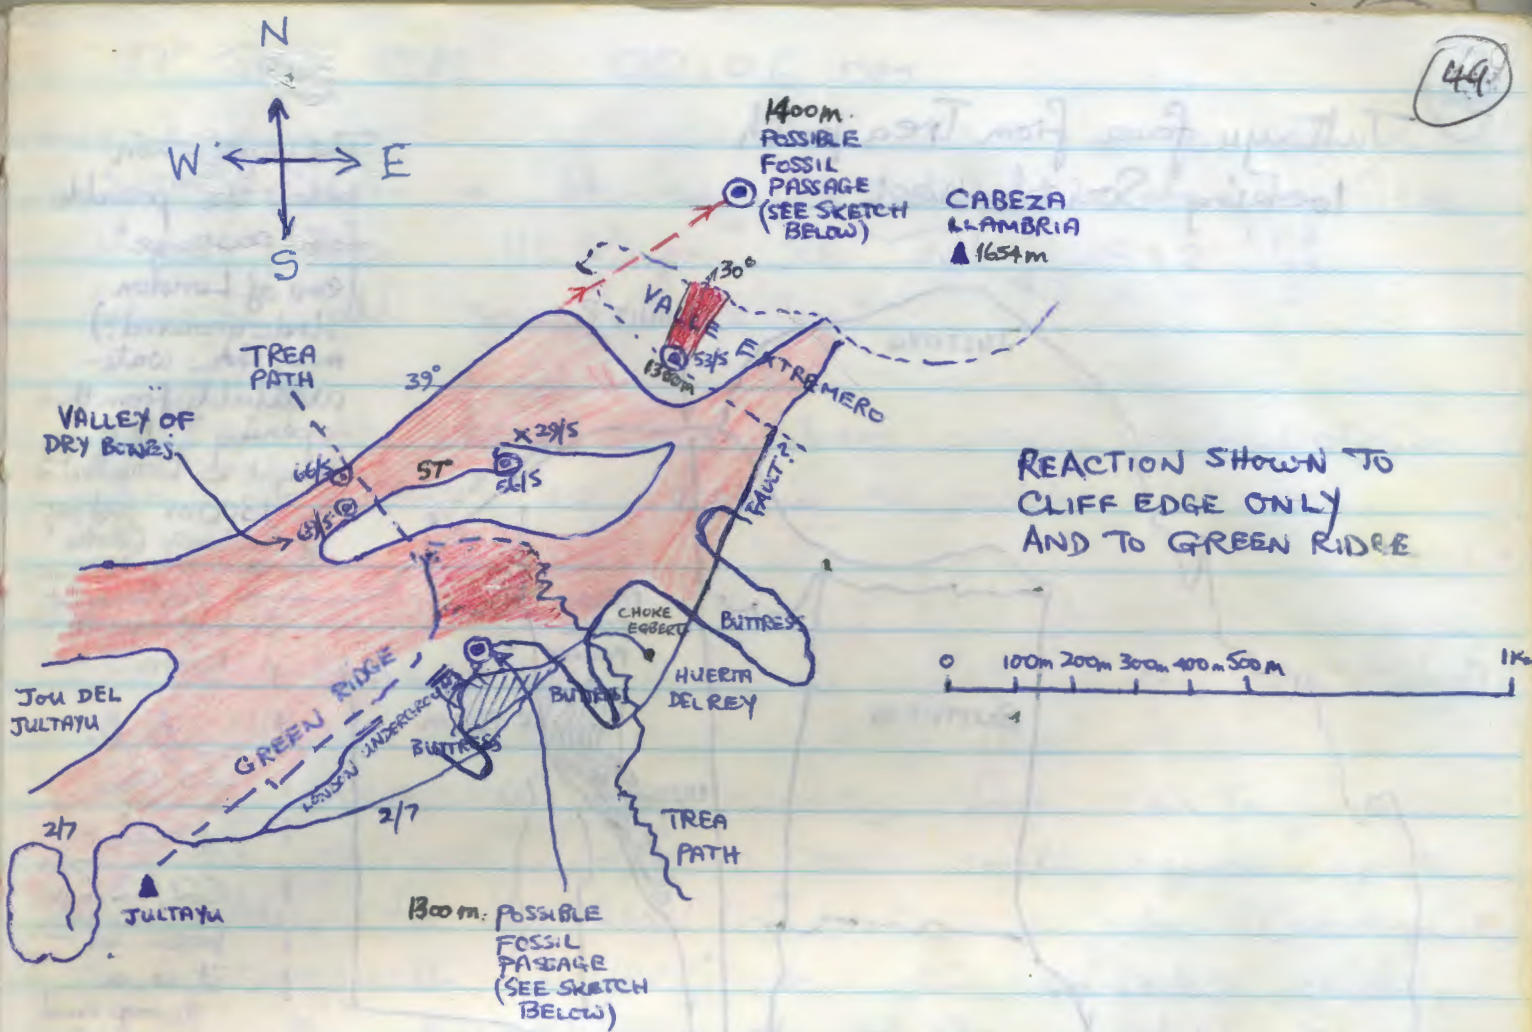 49
N
W
E
S
1400m.
POSSIBLE
FOSSIL
PASSAGE
(SEE SKETCH
BELOW)
CABEZA
LLAMBRIA
1654m
30°
VALLE EXTREMERO
53/5
1300m
TREA
PATH
39°
VALLEY OF
DRY BONES.
X 29/5
66/5
57°
56/5
FAULT?
REACTION SHOWN TO
CLIFF EDGE ONLY
AND TO GREEN RIDGE
CHOKE
EGBERT
BUTTRESS
HUERTA
DEL REY
0 100m 200m 300m 400m 500m 1Km
JOU DEL
JULTAYU
GREEN RIDGE
LONDON UNDERGROUND
BUTTRESS
BUTTRESS
2/7
2/7
TREA
PATH
JULTAYU
1300m. POSSIBLE
FOSSIL
PASSAGE
(SEE SKETCH
BELOW)